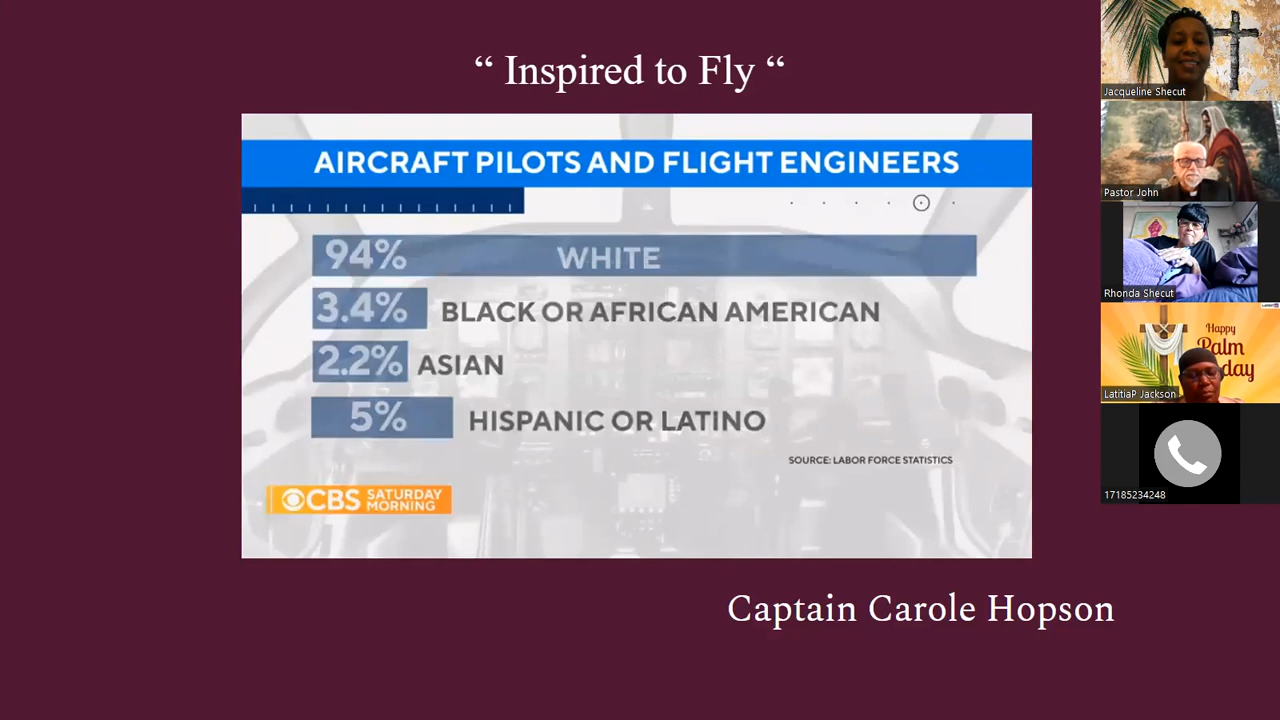 “ Inspired to Fly “
AIRCRAFT PILOTS AND FLIGHT ENGINEERS
94% WHITE
3.4% BLACK OR AFRICAN AMERICAN
2.2% ASIAN
5% HISPANIC OR LATINO
SOURCE: LABOR FORCE STATISTICS
CBS SATURDAY
MORNING
Captain Carole Hopson
Jacqueline Shecut
Pastor John
Rhonda Shecut
Happy
Palm
day
LatitiaP Jackson
17185234248